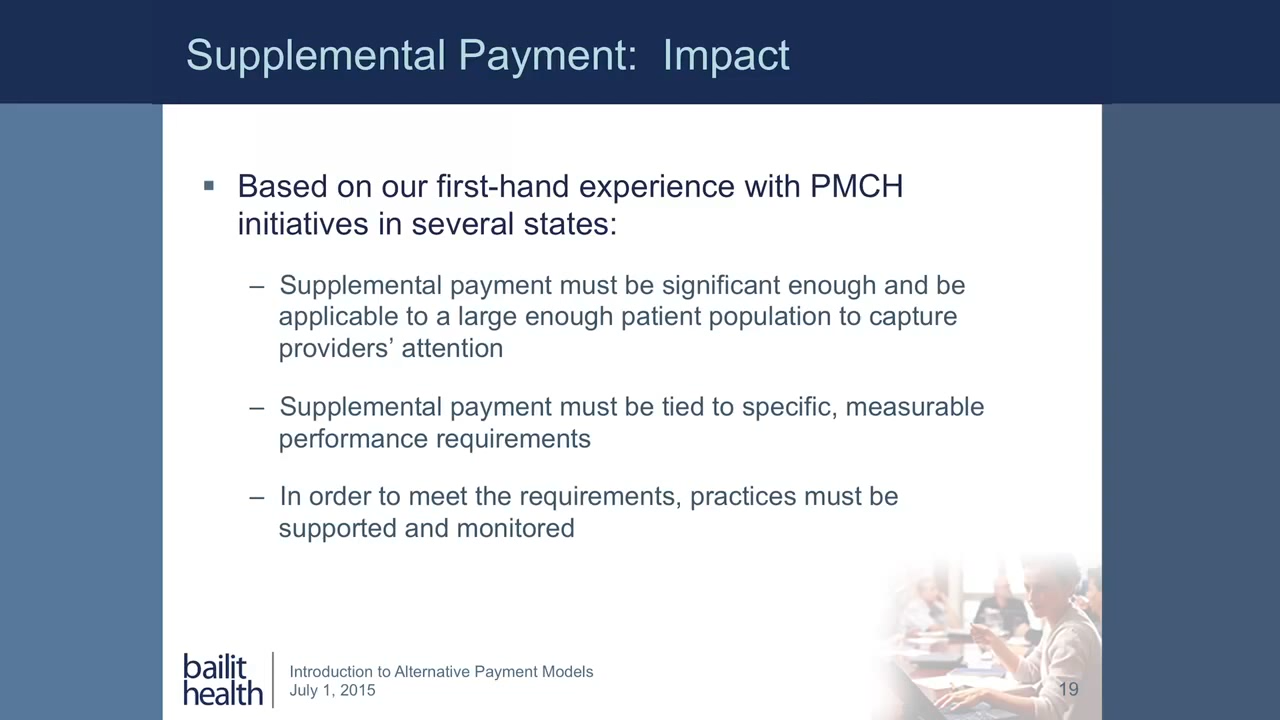 Supplemental Payment: Impact
▪ Based on our first-hand experience with PMCH
initiatives in several states:
– Supplemental payment must be significant enough and be
applicable to a large enough patient population to capture
providers’ attention
– Supplemental payment must be tied to specific, measurable
performance requirements
– In order to meet the requirements, practices must be
supported and monitored
bailit
health
Introduction to Alternative Payment Models
July 1, 2015
19